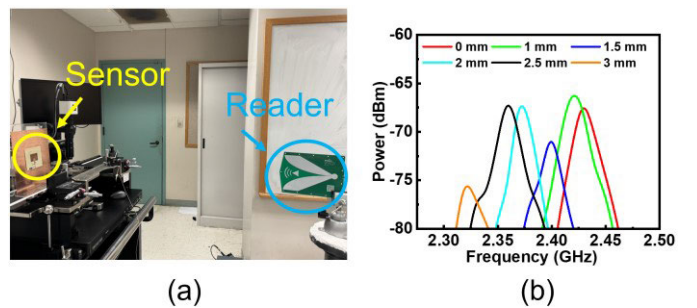 Sensor
Reader
(a)
-60
-65
-70
-75
-80
Power (dBm)
0 mm 1 mm 1.5 mm
2 mm 2.5 mm 3 mm
2.30 2.35 2.40 2.45 2.50
Frequency (GHz)
(b)